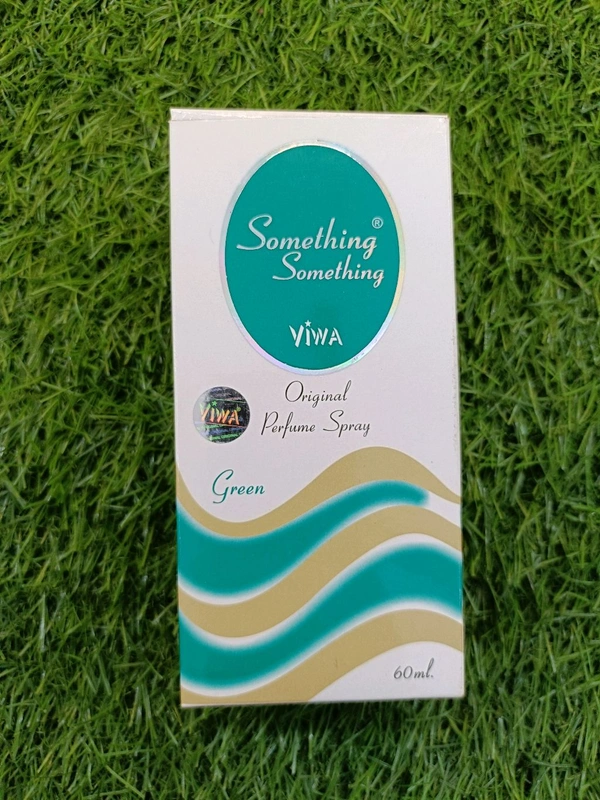 Something®
Something
ViWA
Original
ViWA
Perfume Spray
Green
60ml.